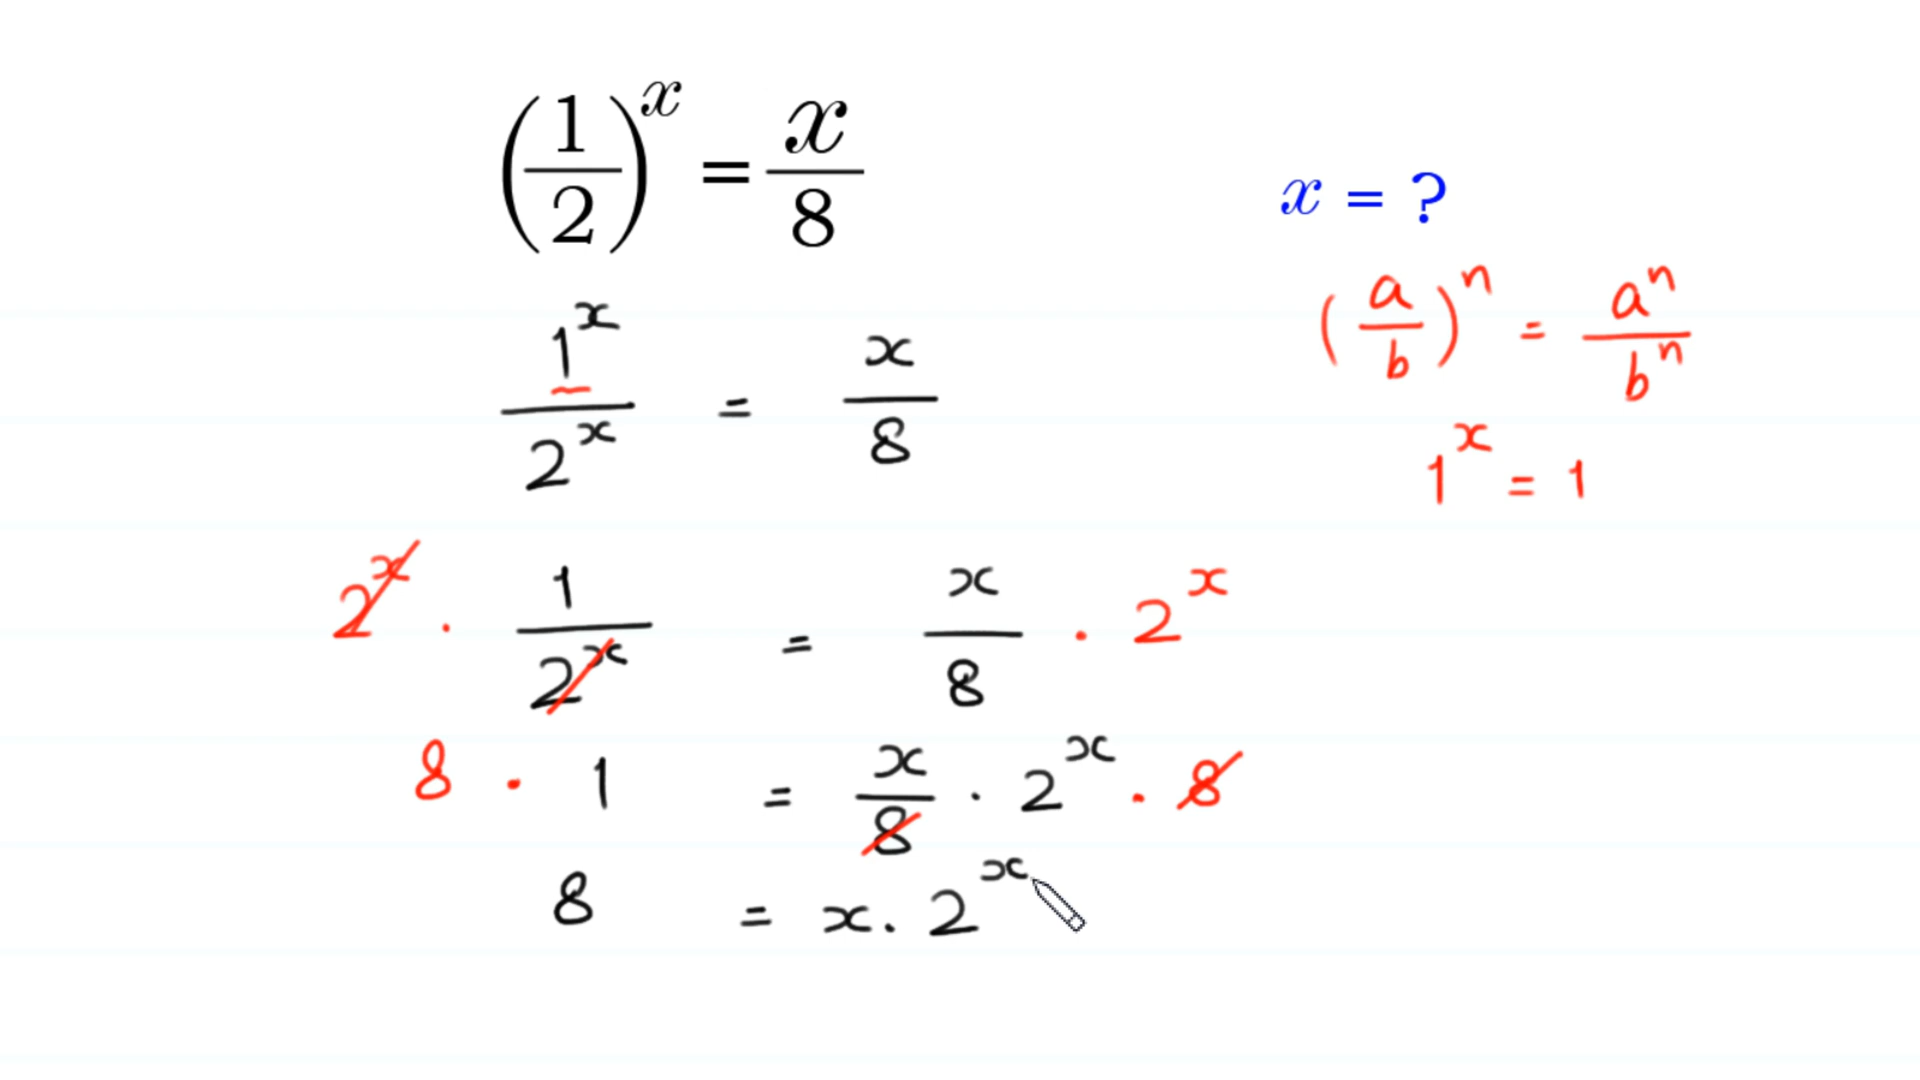 (1/2)^x = x/8
x = ?
(a/b)^n = a^n/b^n
1^x/2^x = x/8
1^x = 1
2^x · 1/2^x = x/8 · 2^x
8 · 1 = x/8 · 2^x · 8
8 = x · 2^x